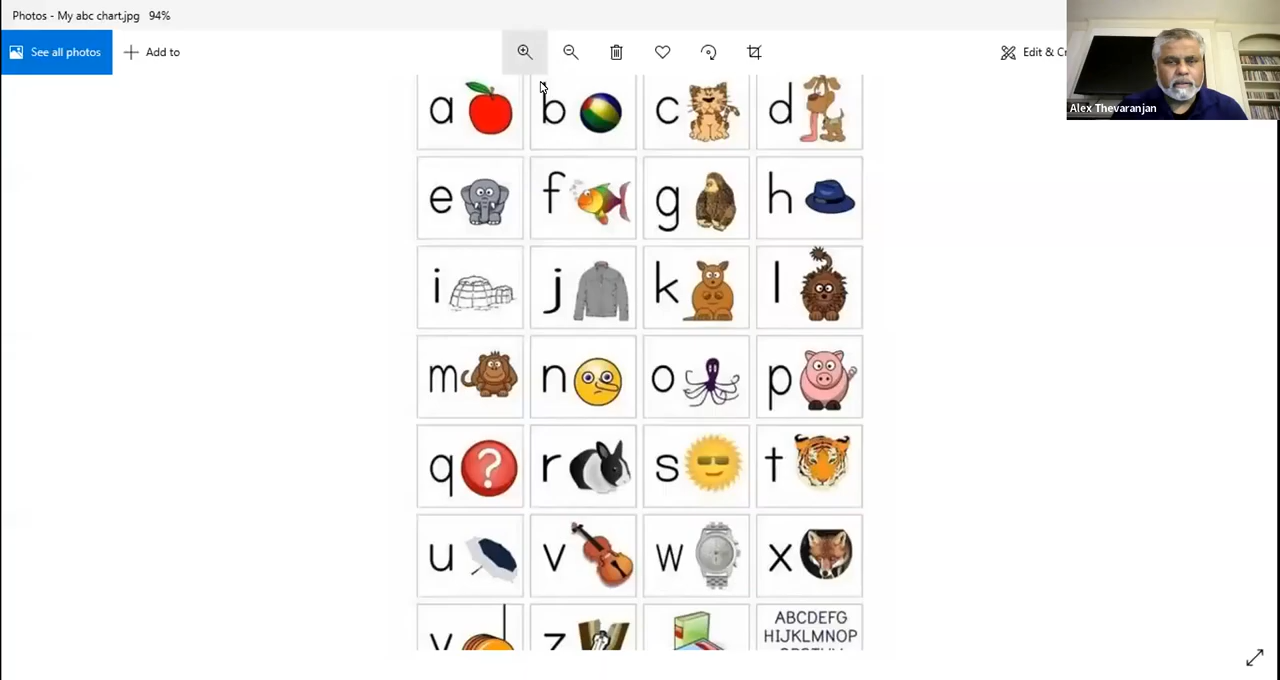 Photos - My abc chart.jpg 94%
See all photos
Add to
Edit & Cr
Alex Thevaranjan
a
b
c
d
e
f
g
h
i
j
k
l
m
n
o
p
q
?
r
s
t
u
v
w
x
y
z
ABCDEFG
HIJKLMNOP